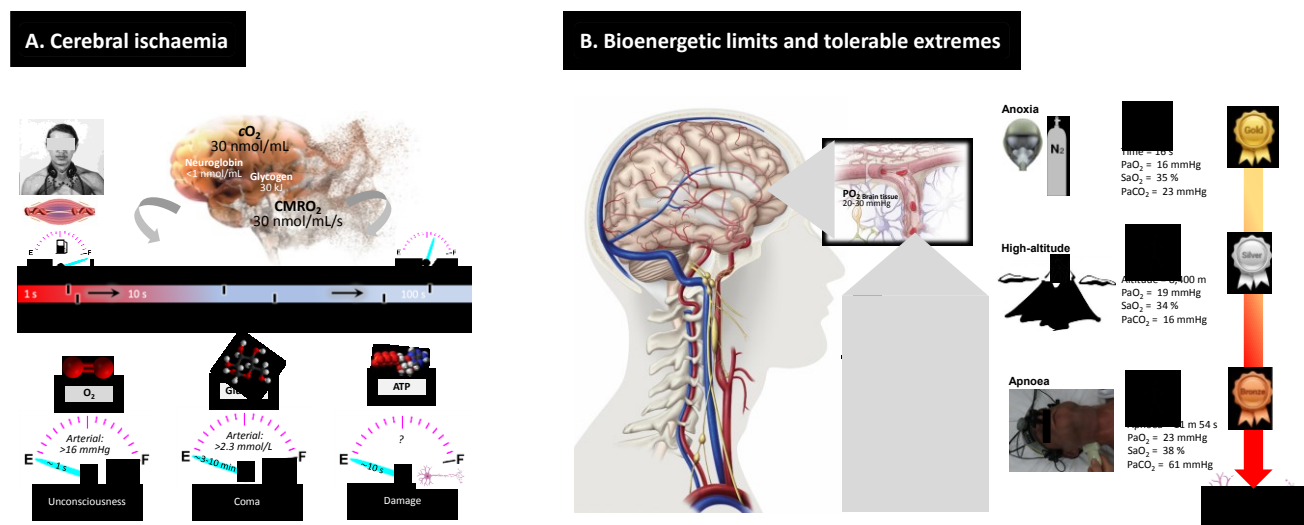 A. Cerebral ischaemia
cO₂
30 nmol/mL
Neuroglobin
<1 nmol/mL
Glycogen
30 kJ
CMRO₂
30 nmol/mL/s
E
F
E
F
1 s
10 s
100 s
O₂
ATP
Arterial:
>16 mmHg
E
F
~ 1 s
Unconsciousness
Arterial:
>2.3 mmol/L
E
F
~3-10 min
Coma
?
E
F
~10 s
Damage
B. Bioenergetic limits and tolerable extremes
PO₂ Brain tissue
20-30 mmHg
Anoxia
N₂
Time = 16 s
PaO₂ = 16 mmHg
SaO₂ = 35 %
PaCO₂ = 23 mmHg
Gold
High-altitude
PaO₂ = 19 mmHg
SaO₂ = 34 %
PaCO₂ = 16 mmHg
Silver
Apnoea
PaO₂ = 23 mmHg
SaO₂ = 38 %
PaCO₂ = 61 mmHg
Bronze